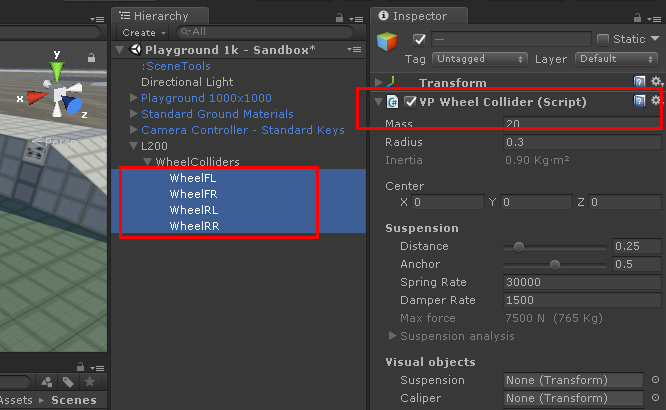 y
x
z
Persp
Assets ▸ Scenes
Hierarchy
Create
All
Playground 1k - Sandbox*
:SceneTools
Directional Light
Playground 1000x1000
Standard Ground Materials
Camera Controller - Standard Keys
L200
WheelColliders
WheelFL
WheelFR
WheelRL
WheelRR
Inspector
— Static
Tag Untagged Layer Default
Transform
VP Wheel Collider (Script)
Mass 20
Radius 0.3
Inertia 0.90 Kg·m²
Center
X 0 Y 0 Z 0
Suspension
Distance 0.25
Anchor 0.5
Spring Rate 30000
Damper Rate 1500
Max force 7500 N (765 Kg)
Suspension analysis
Visual objects
Suspension None (Transform)
Caliper None (Transform)